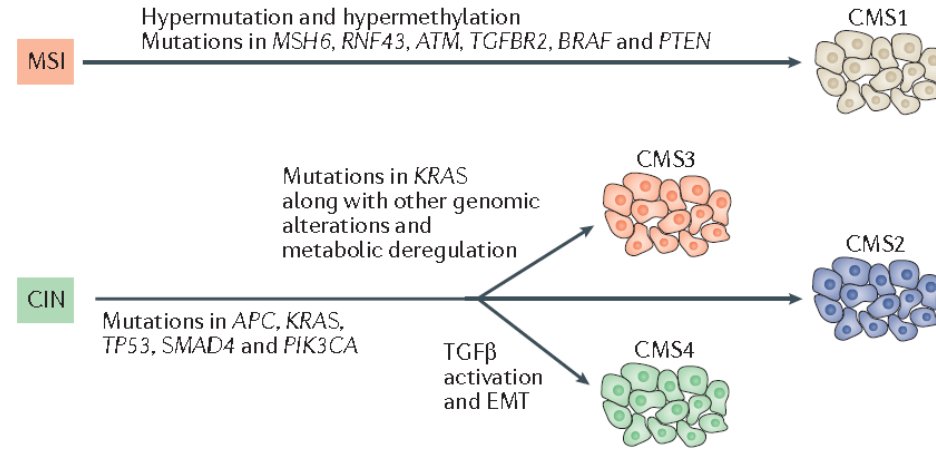 Hypermutation and hypermethylation
Mutations in MSH6, RNF43, ATM, TGFBR2, BRAF and PTEN
CMS1
MSI
Mutations in KRAS
along with other genomic
alterations and
metabolic deregulation
CMS3
CMS2
CIN
Mutations in APC, KRAS,
TP53, SMAD4 and PIK3CA
TGFβ
activation
and EMT
CMS4